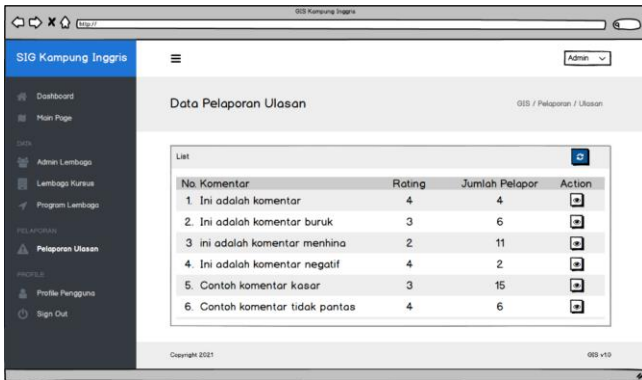 GIS Kampung Inggris
http://
SIG Kampung Inggris
Admin
Dashboard
Main Page
Data Pelaporan Ulasan
GIS / Pelaporan / Ulasan
DATA
Admin Lembaga
Lembaga Kursus
Program Lembaga
PELAPORAN
Pelaporan Ulasan
PROFILE
Profile Pengguna
Sign Out
List
No. Komentar Rating Jumlah Pelapor Action
1. Ini adalah komentar 4 4
2. Ini adalah komentar buruk 3 6
3 ini adalah komentar menhina 2 11
4. Ini adalah komentar negatif 4 2
5. Contoh komentar kasar 3 15
6. Contoh komentar tidak pantas 4 6
Copyright 2021
GIS v1.0